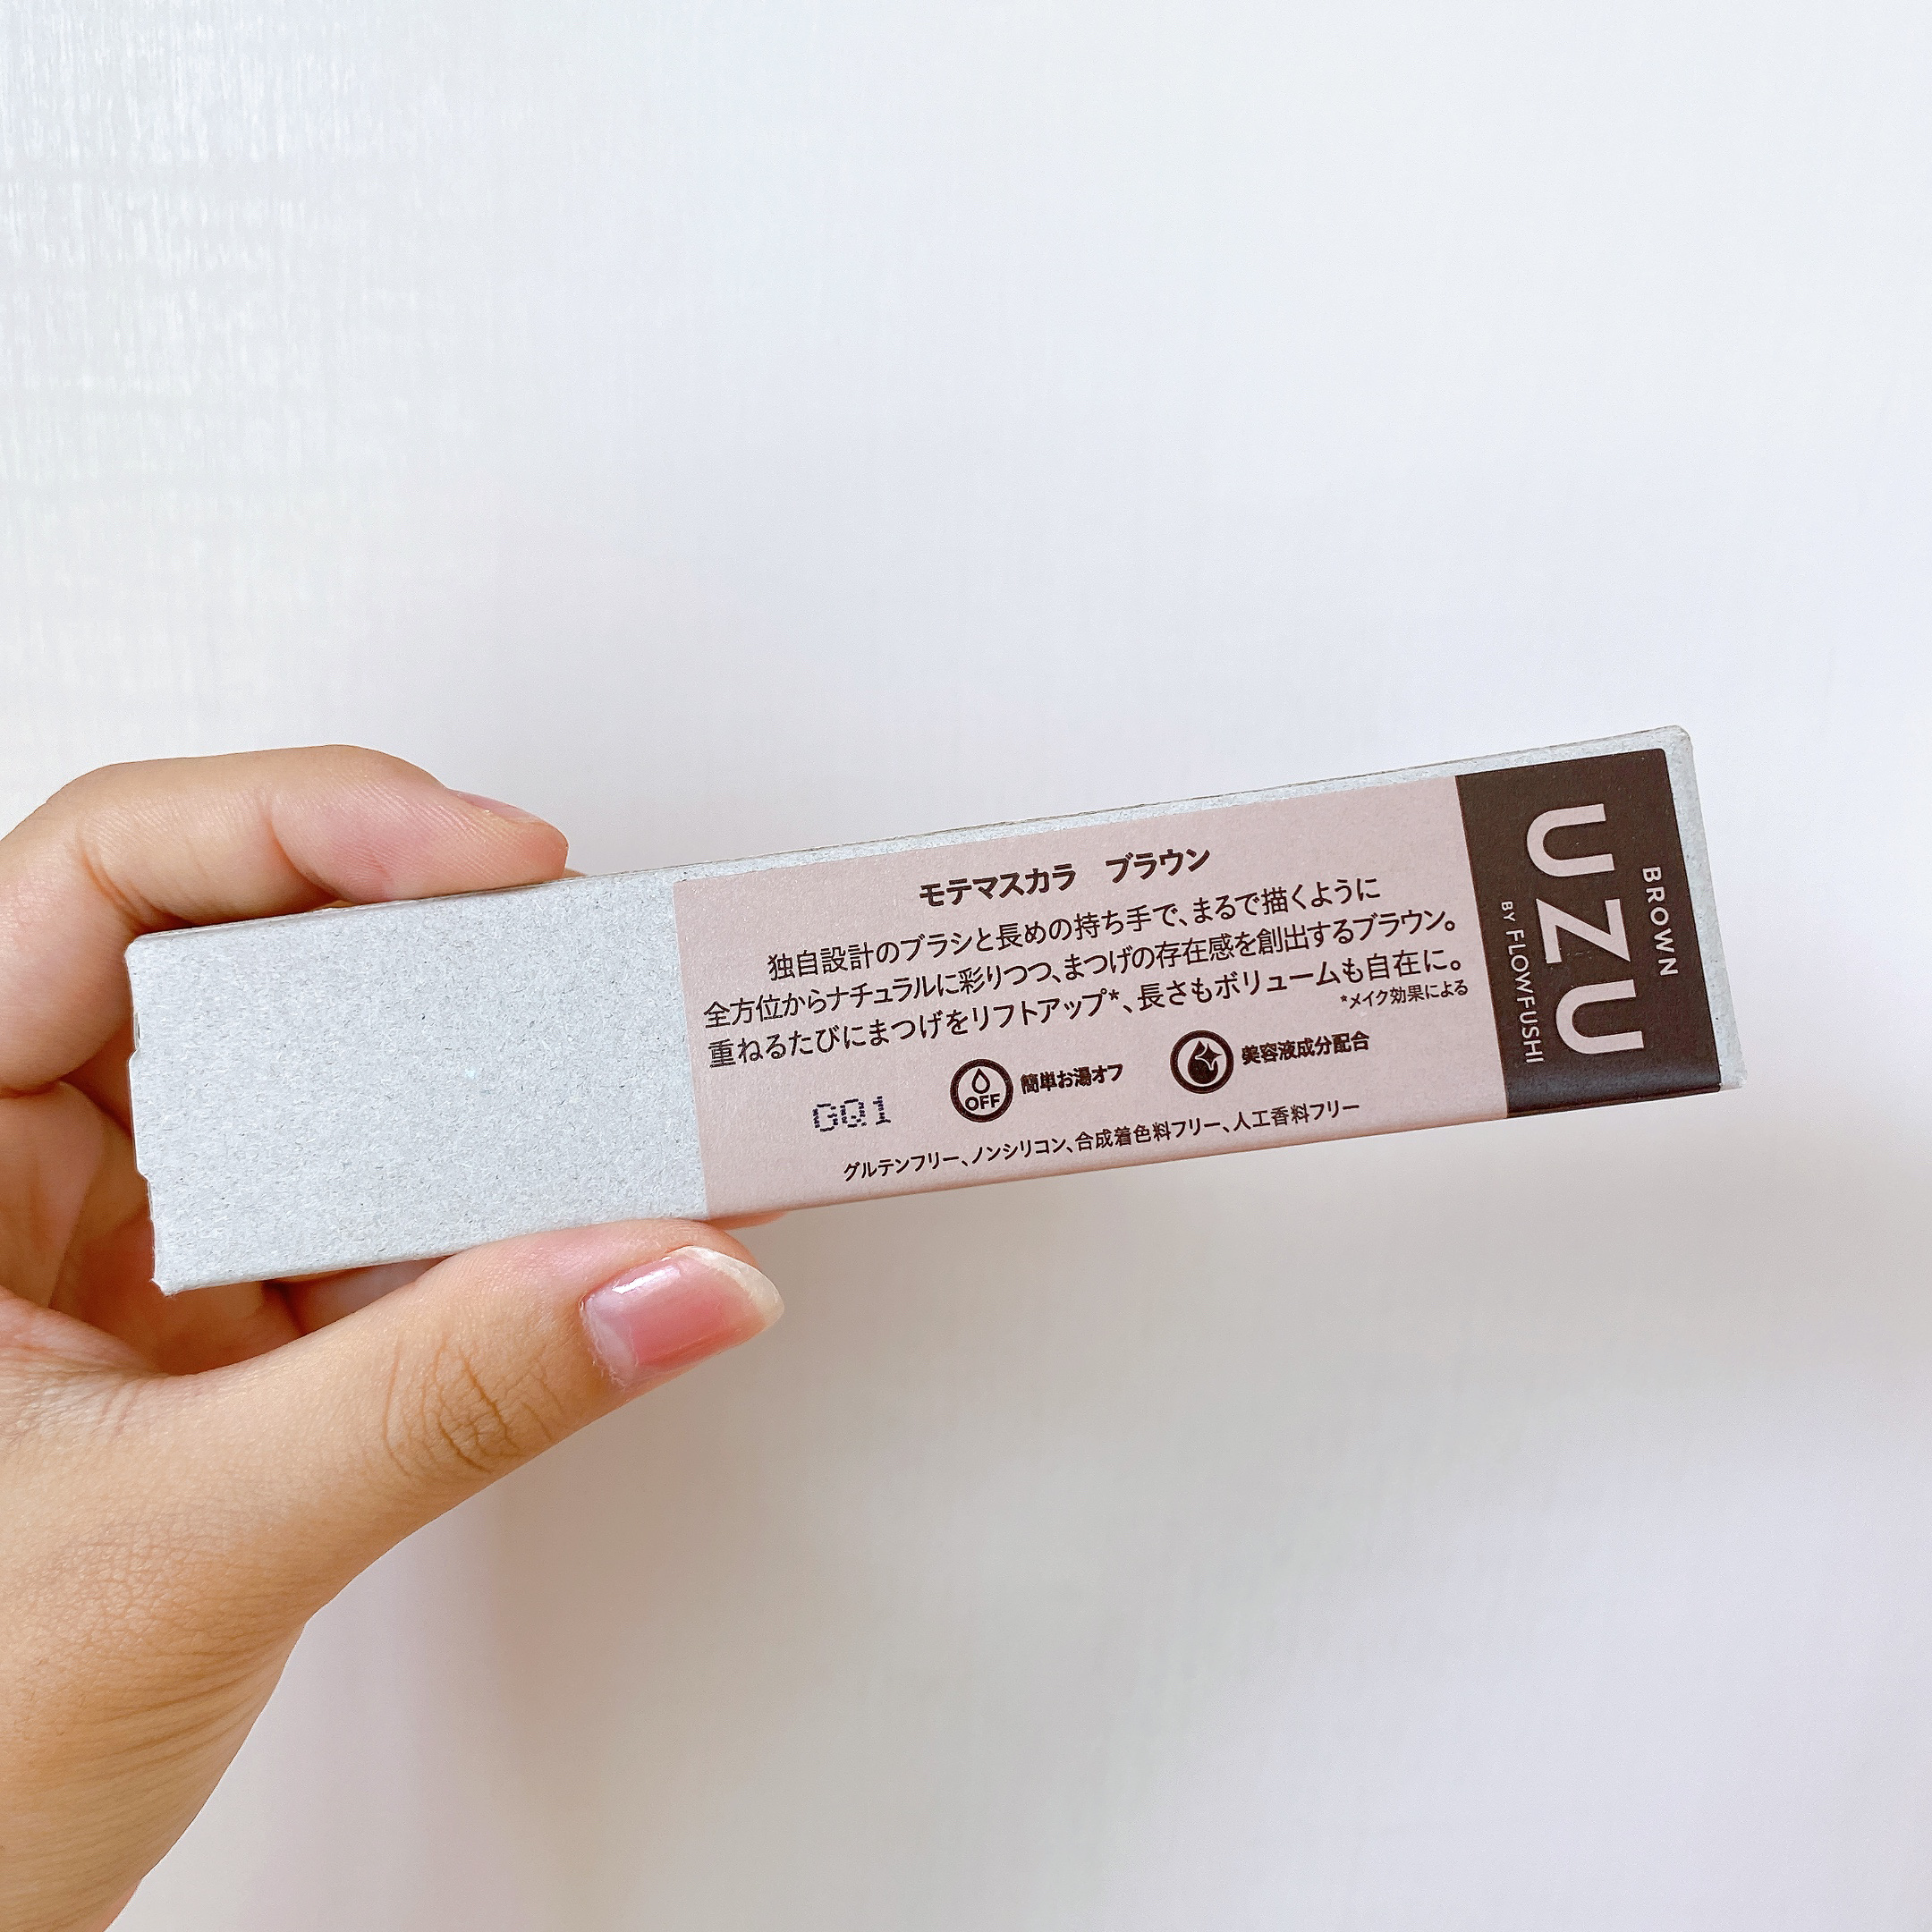 モテマスカラ　ブラウン
独自設計のブラシと長めの持ち手で、まるで描くように
全方位からナチュラルに彩りつつ、まつげの存在感を創出するブラウン。
重ねるたびにまつげをリフトアップ*、長さもボリュームも自在に。
*メイク効果による
OFF 簡単お湯オフ
美容液成分配合
GQ1
グルテンフリー、ノンシリコン、合成着色料フリー、人工香料フリー
BROWN
UZU
BY FLOWFUSHI